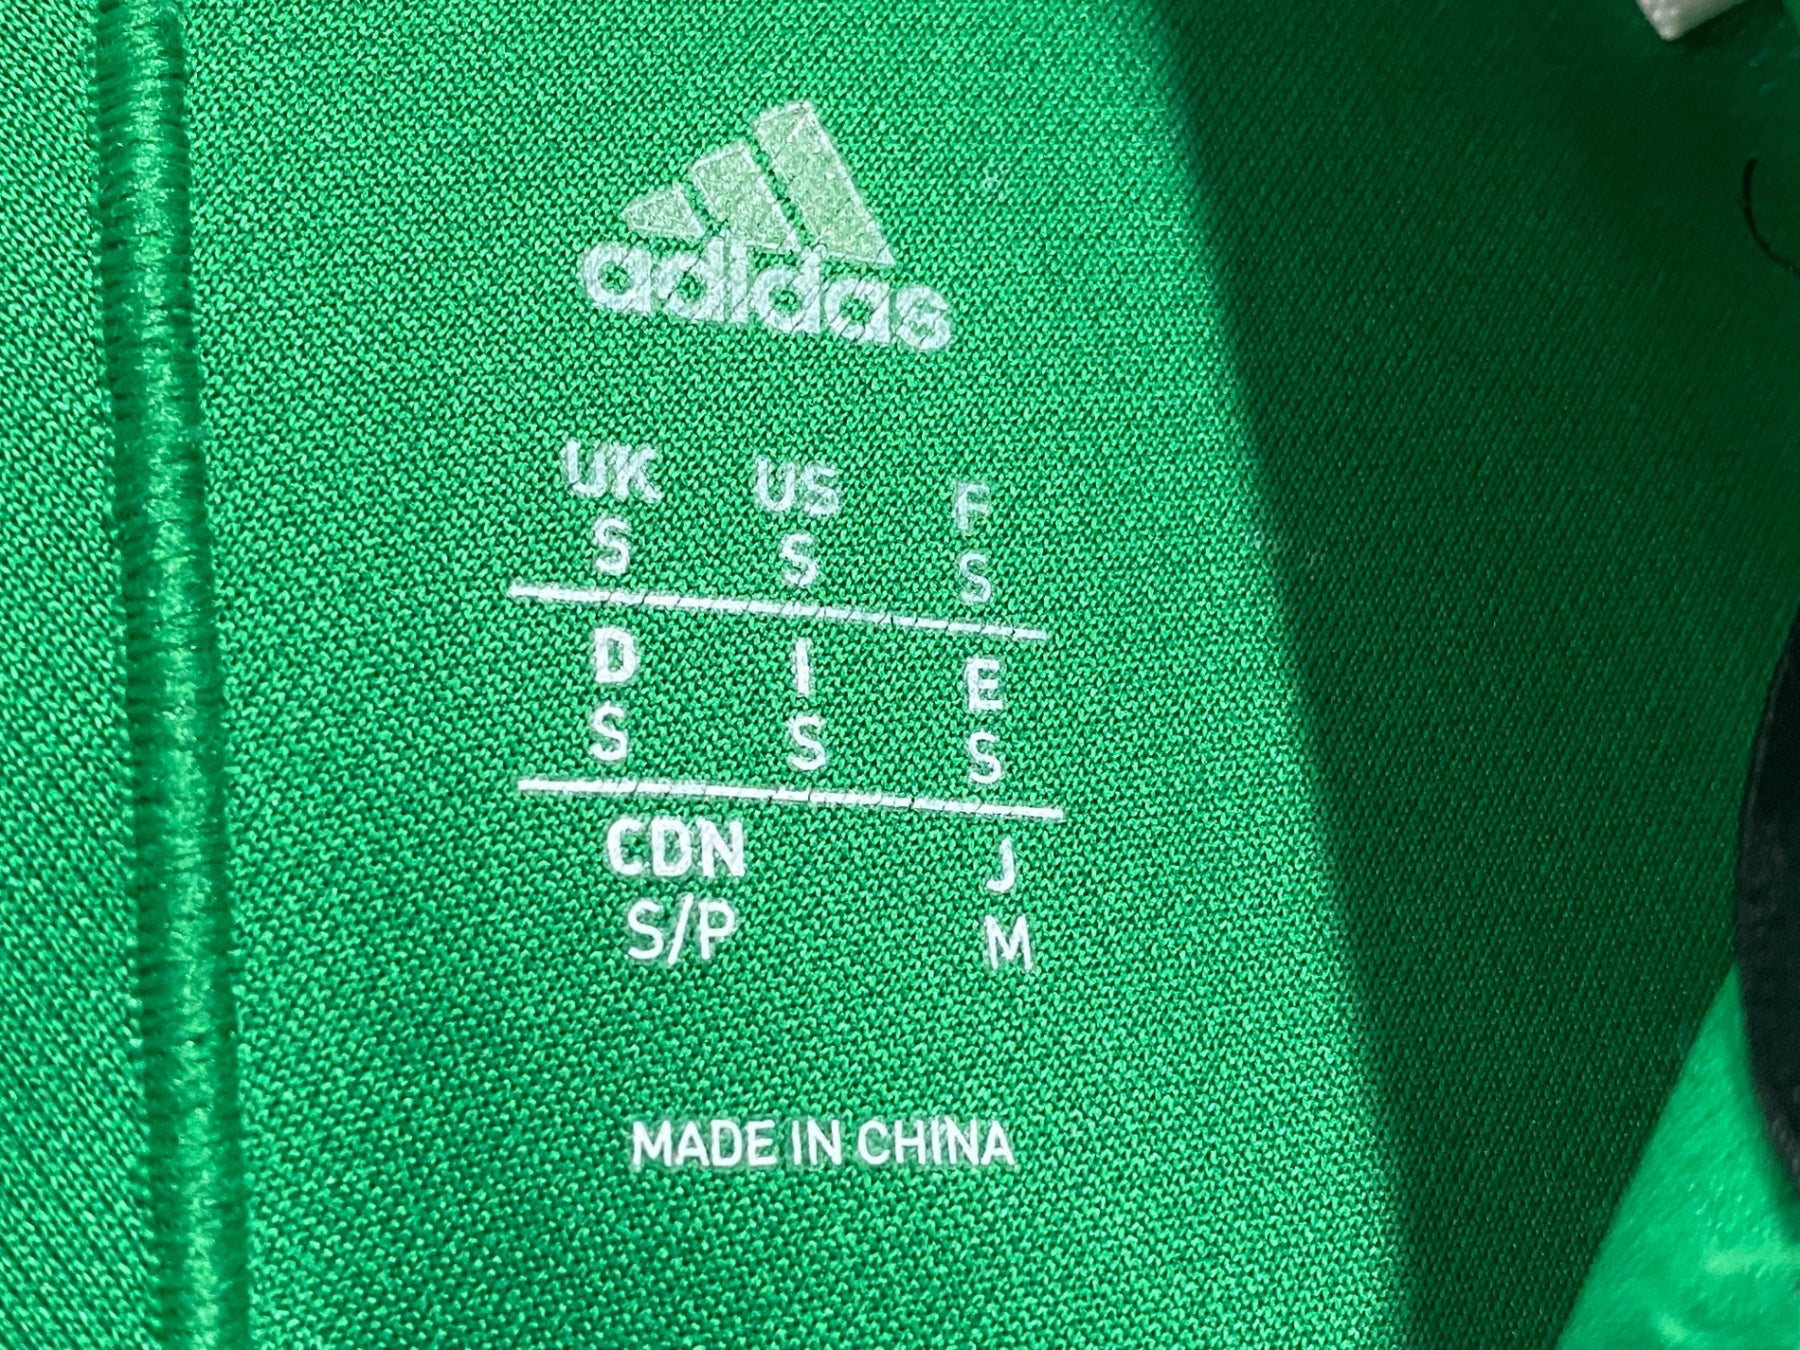 adidas
UK US F
S S S
D I E
S S S
CDN J
S/P M
MADE IN CHINA